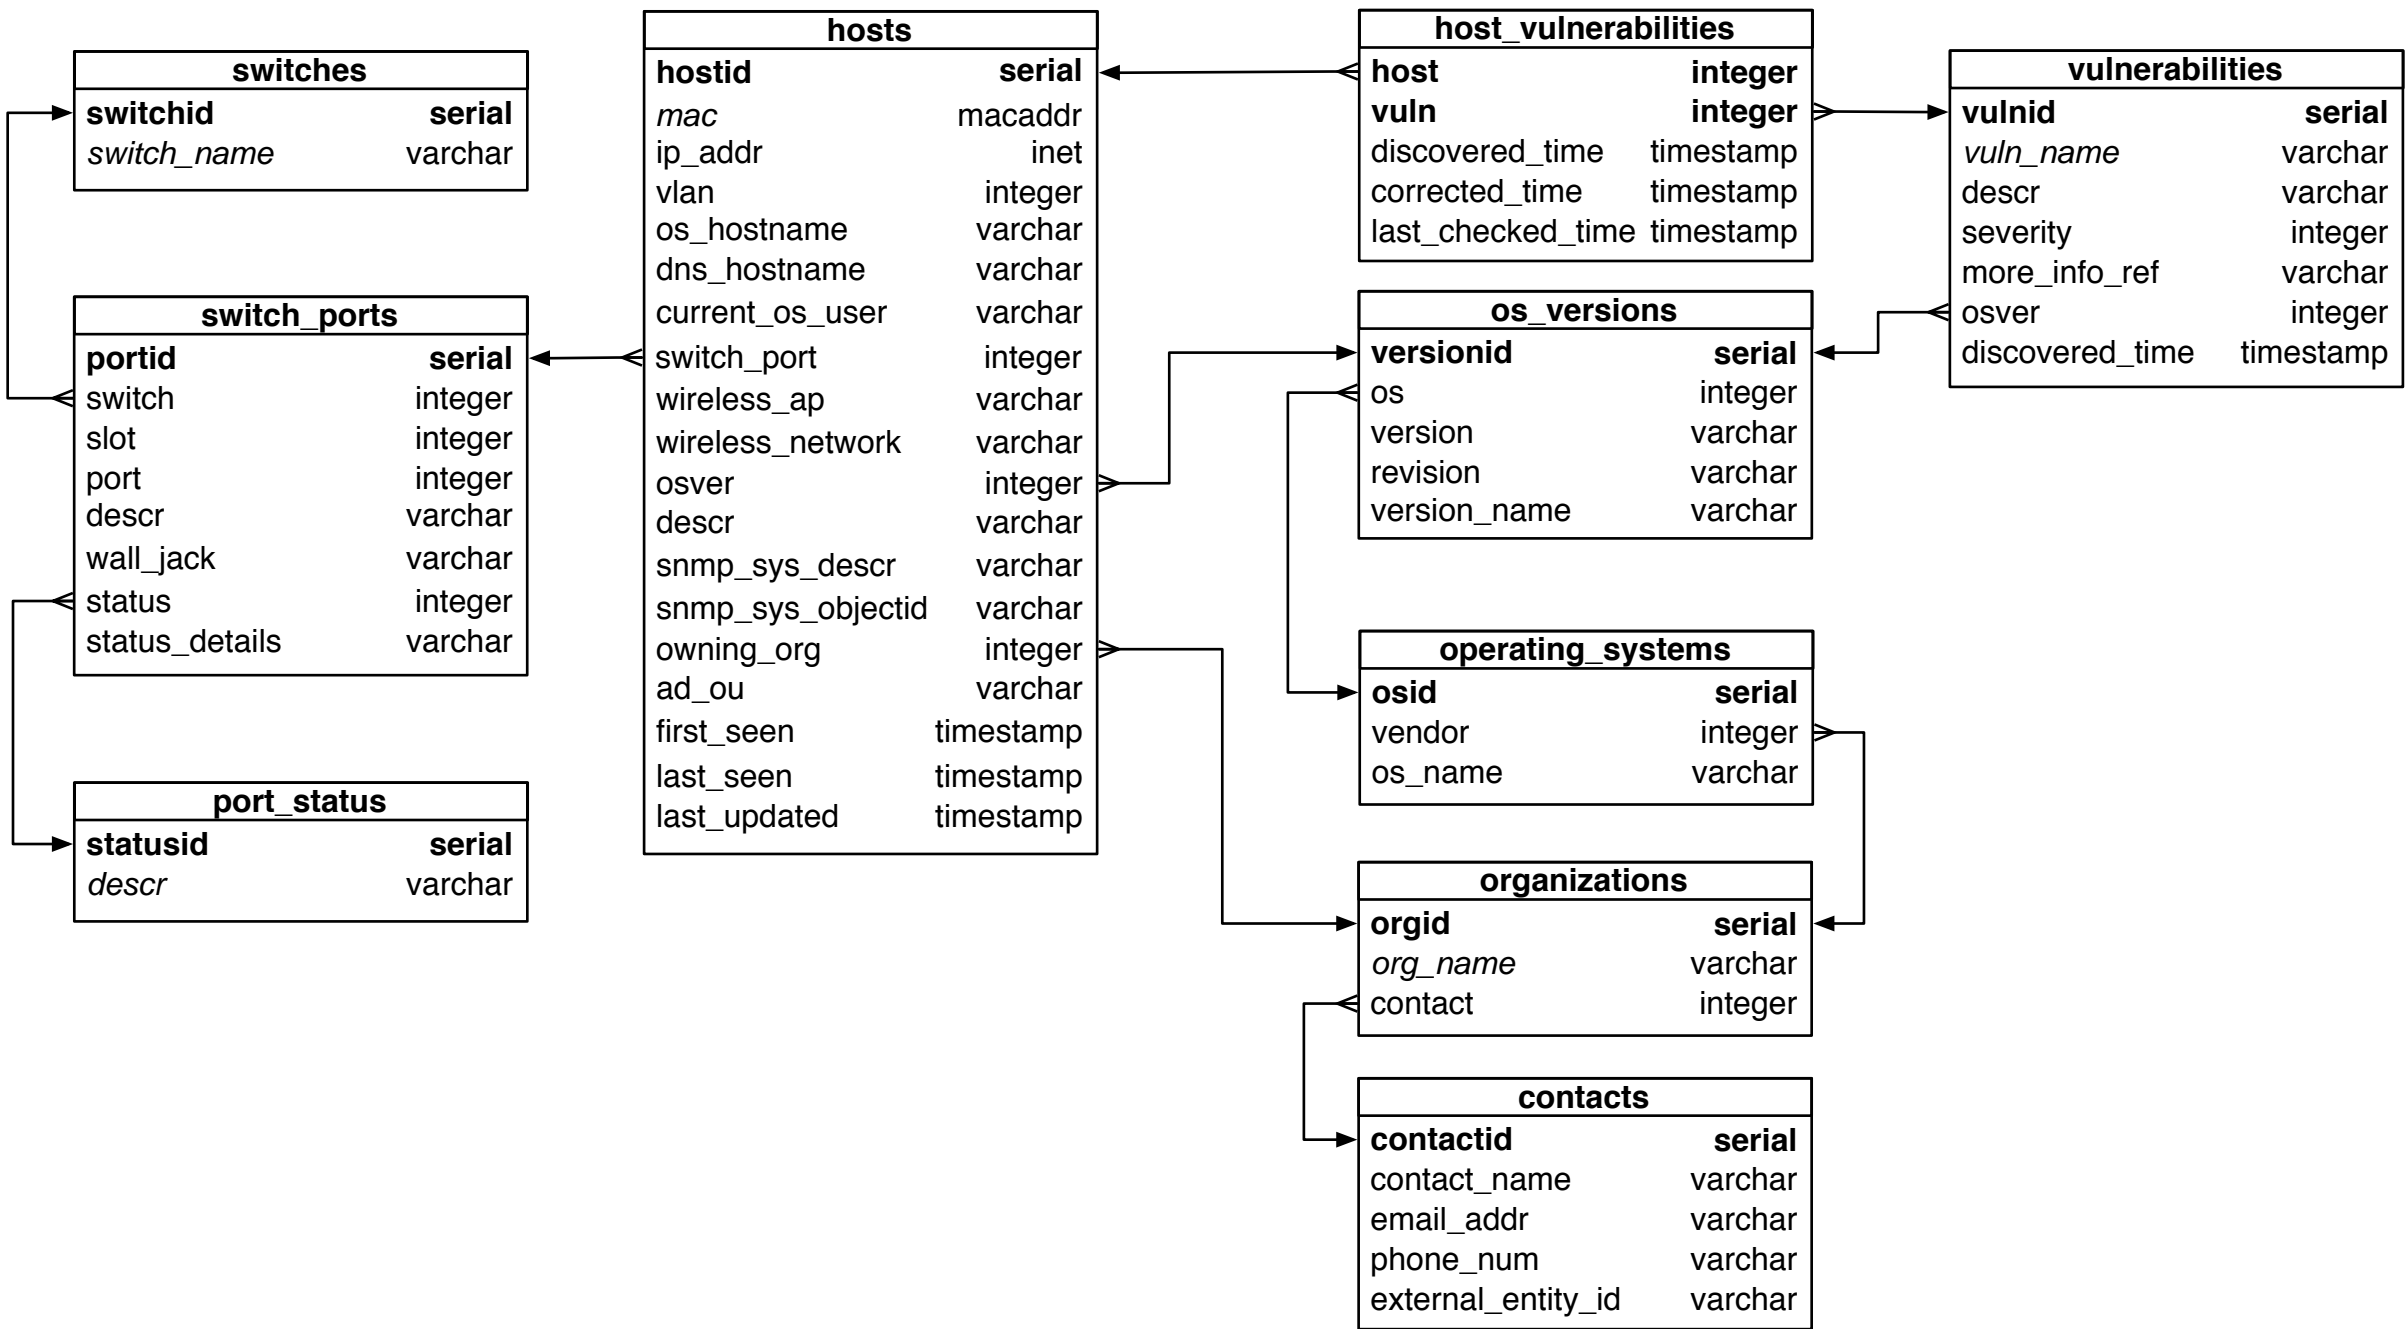 switches
switchid serial
switch_name varchar
switch_ports
portid serial
switch integer
slot integer
port integer
descr varchar
wall_jack varchar
status integer
status_details varchar
port_status
statusid serial
descr varchar
hosts
hostid serial
mac macaddr
ip_addr inet
vlan integer
os_hostname varchar
dns_hostname varchar
current_os_user varchar
switch_port integer
wireless_ap varchar
wireless_network varchar
osver integer
descr varchar
snmp_sys_descr varchar
snmp_sys_objectid varchar
owning_org integer
ad_ou varchar
first_seen timestamp
last_seen timestamp
last_updated timestamp
host_vulnerabilities
host integer
vuln integer
discovered_time timestamp
corrected_time timestamp
last_checked_time timestamp
os_versions
versionid serial
os integer
version varchar
revision varchar
version_name varchar
operating_systems
osid serial
vendor integer
os_name varchar
organizations
orgid serial
org_name varchar
contact integer
contacts
contactid serial
contact_name varchar
email_addr varchar
phone_num varchar
external_entity_id varchar
vulnerabilities
vulnid serial
vuln_name varchar
descr varchar
severity integer
more_info_ref varchar
osver integer
discovered_time timestamp